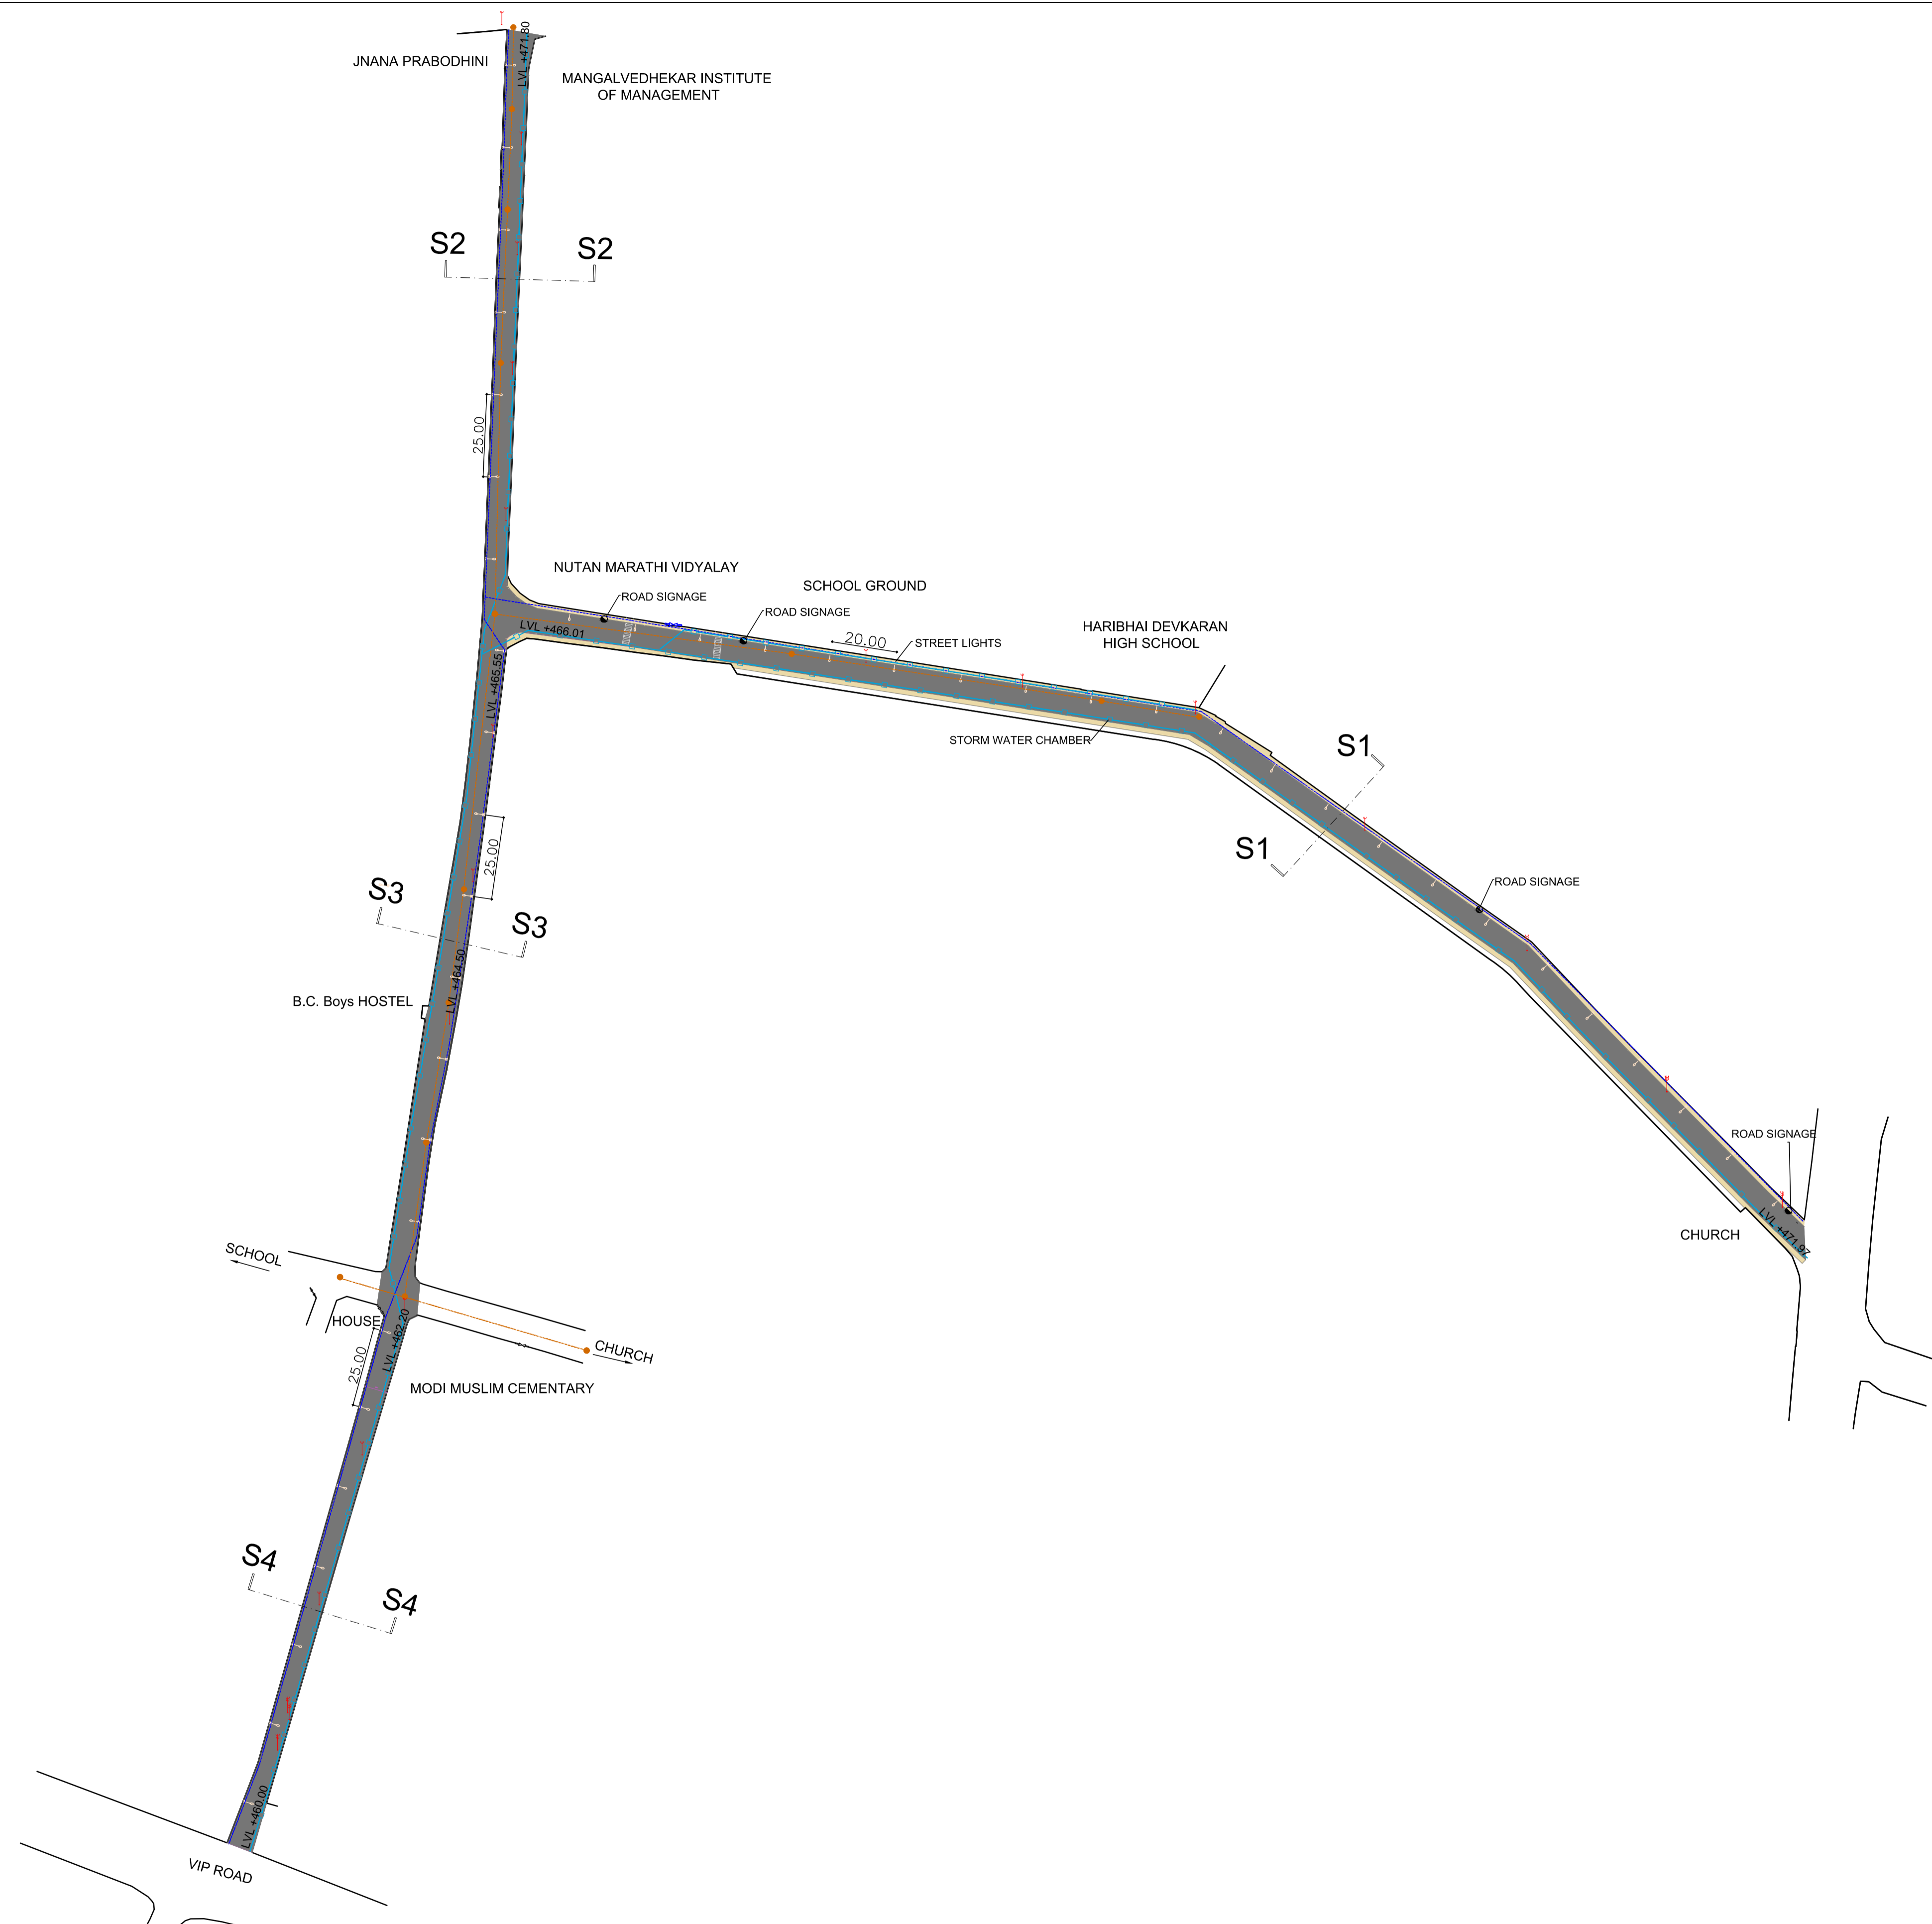 LVL +471.80
JNANA PRABODHINI
MANGALVEDHEKAR INSTITUTE
OF MANAGEMENT
S2
S2
25.00
NUTAN MARATHI VIDYALAY
SCHOOL GROUND
ROAD SIGNAGE
ROAD SIGNAGE
LVL +466.01
20.00
STREET LIGHTS
HARIBHAI DEVKARAN
HIGH SCHOOL
LVL +465.55
STORM WATER CHAMBER
S1
S1
25.00
ROAD SIGNAGE
S3
S3
LVL +464.50
B.C. Boys HOSTEL
ROAD SIGNAGE
LVL +471.97
CHURCH
SCHOOL
HOUSE
LVL +462.20
CHURCH
25.00
MODI MUSLIM CEMENTARY
S4
S4
LVL +460.00
VIP ROAD